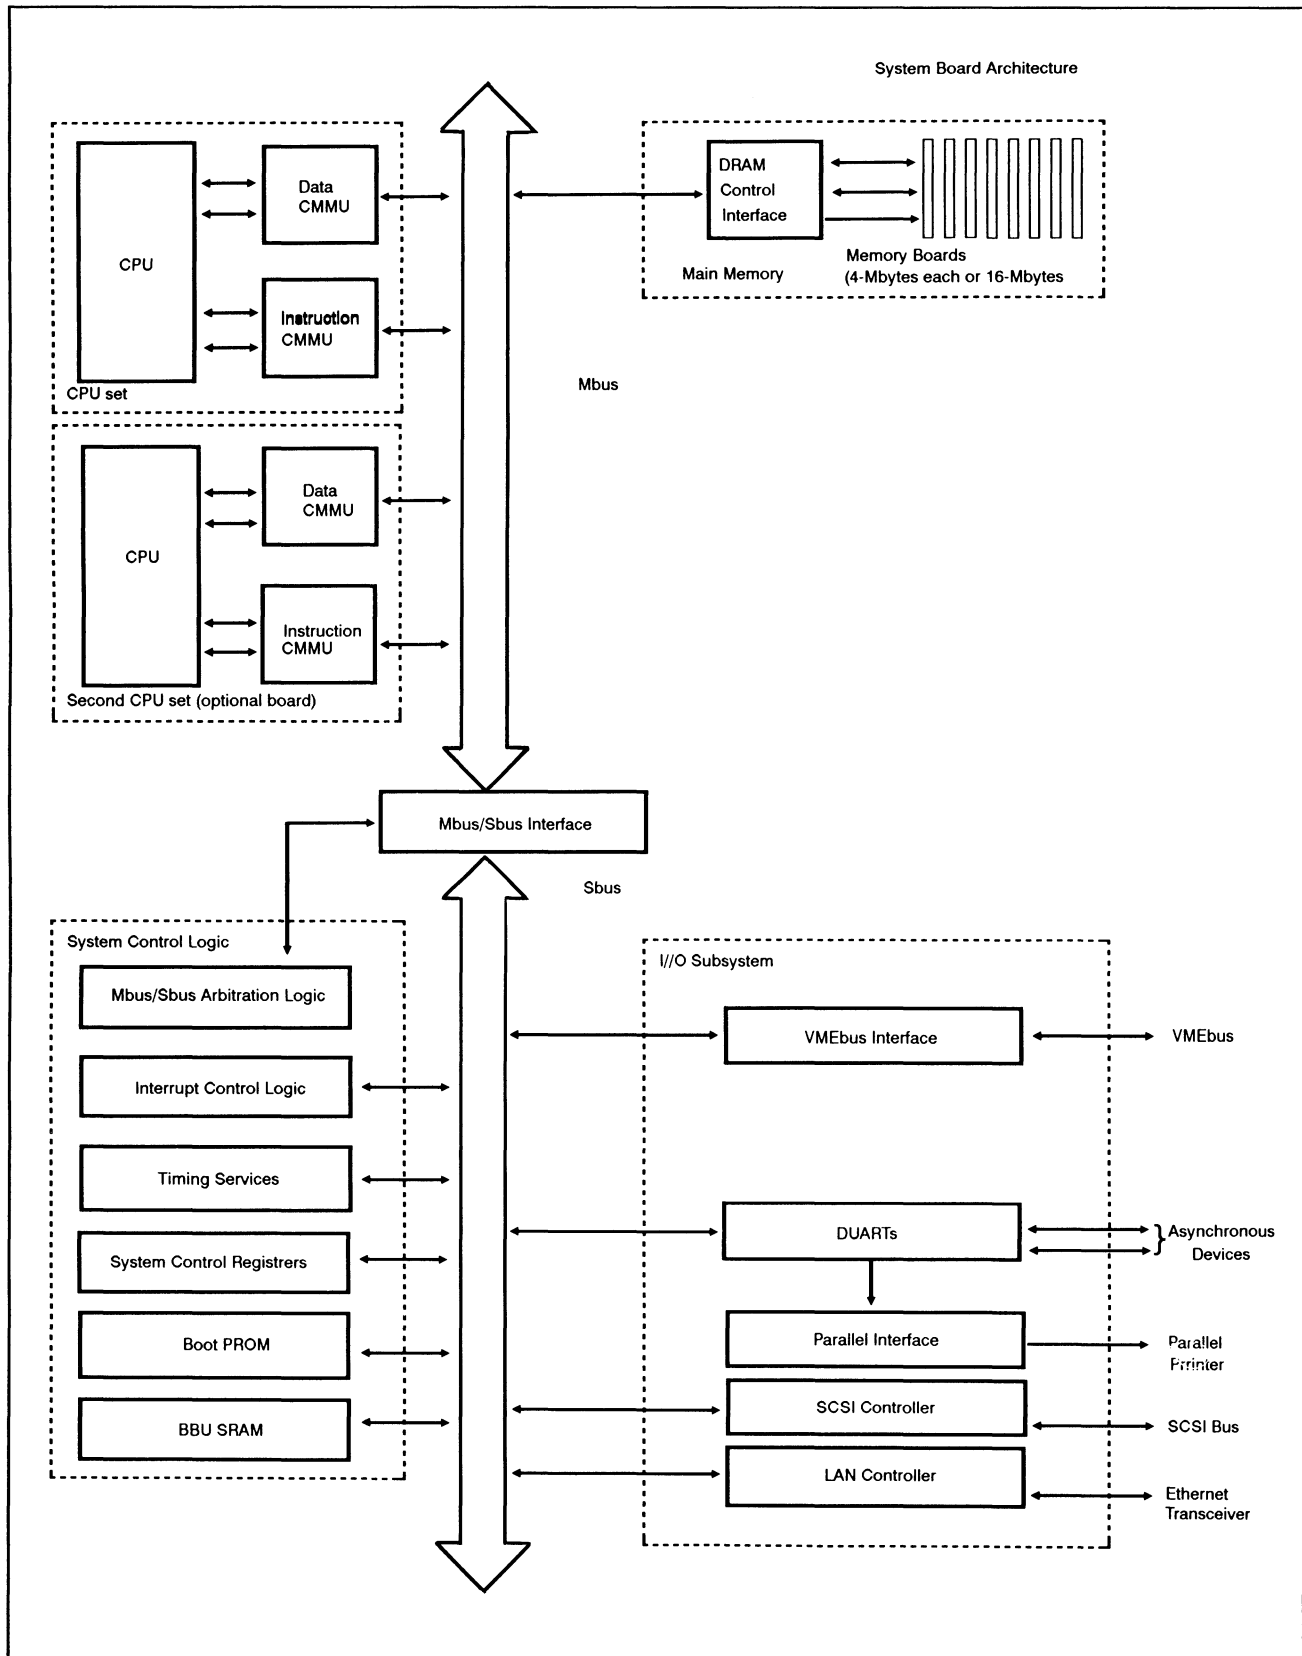 System Board Architecture
CPU
Data
CMMU
Instruction
CMMU
CPU set
DRAM
Control
Interface
Main Memory
Memory Boards
(4-Mbytes each or 16-Mbytes
Mbus
CPU
Data
CMMU
Instruction
CMMU
Second CPU set (optional board)
Mbus/Sbus Interface
Sbus
System Control Logic
Mbus/Sbus Arbitration Logic
Interrupt Control Logic
Timing Services
System Control Registrers
Boot PROM
BBU SRAM
I//O Subsystem
VMEbus Interface
VMEbus
DUARTs
Asynchronous
Devices
Parallel Interface
Parallel
Prrinter
SCSI Controller
SCSI Bus
LAN Controller
Ethernet
Transceiver